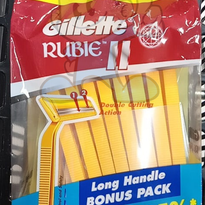 Gillette
RUBIE II
Double Cutting
Action
Long Handle
BONUS PACK